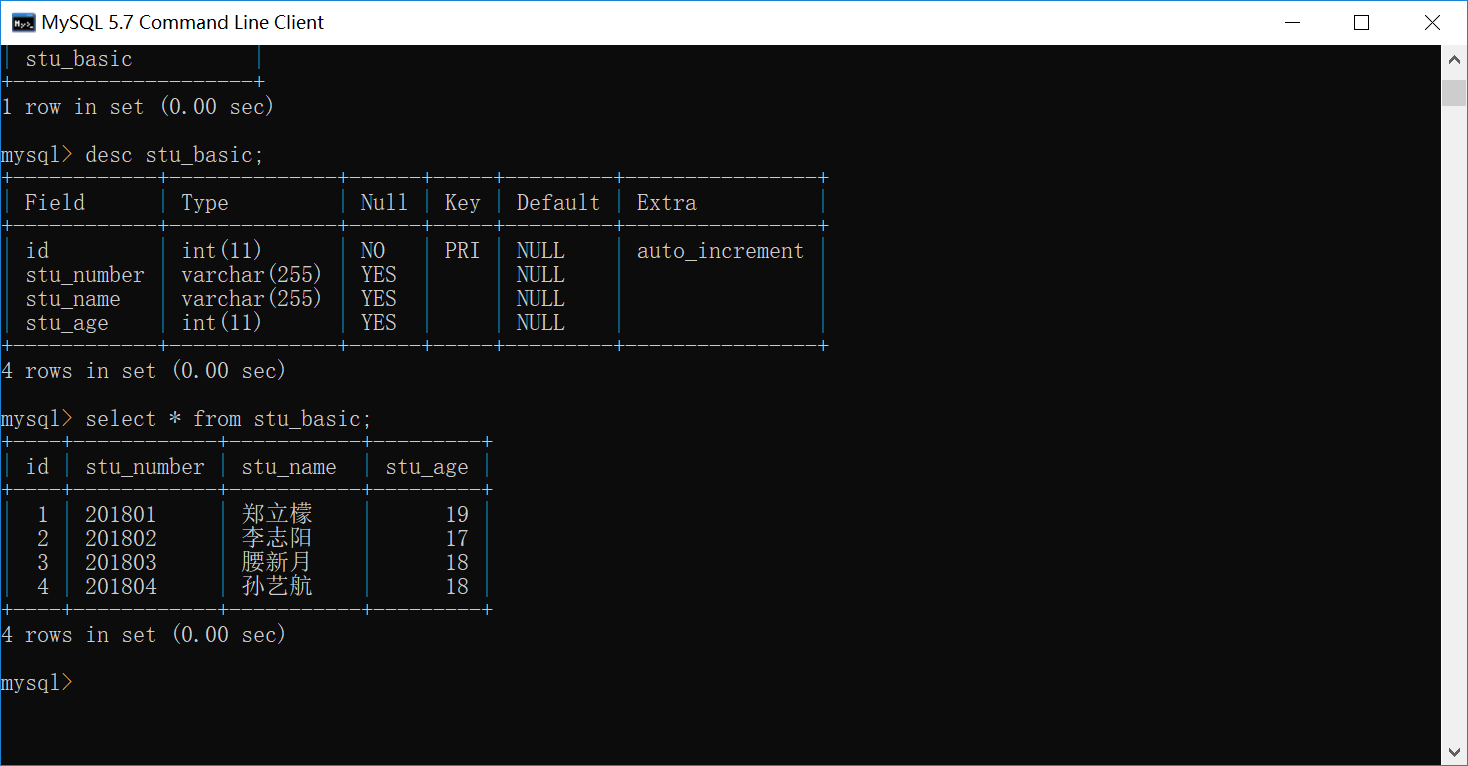 MySQL 5.7 Command Line Client
| stu_basic          |
+--------------------+
1 row in set (0.00 sec)
mysql> desc stu_basic;
+------------+--------------+------+-----+---------+----------------+
| Field      | Type         | Null | Key | Default | Extra          |
+------------+--------------+------+-----+---------+----------------+
| id         | int(11)      | NO   | PRI | NULL    | auto_increment |
| stu_number | varchar(255) | YES  |     | NULL    |                |
| stu_name   | varchar(255) | YES  |     | NULL    |                |
| stu_age    | int(11)      | YES  |     | NULL    |                |
+------------+--------------+------+-----+---------+----------------+
4 rows in set (0.00 sec)
mysql> select * from stu_basic;
+----+------------+-----------+---------+
| id | stu_number | stu_name  | stu_age |
+----+------------+-----------+---------+
|  1 | 201801     | 郑立檬    |      19 |
|  2 | 201802     | 李志阳    |      17 |
|  3 | 201803     | 腰新月    |      18 |
|  4 | 201804     | 孙艺航    |      18 |
+----+------------+-----------+---------+
4 rows in set (0.00 sec)
mysql>